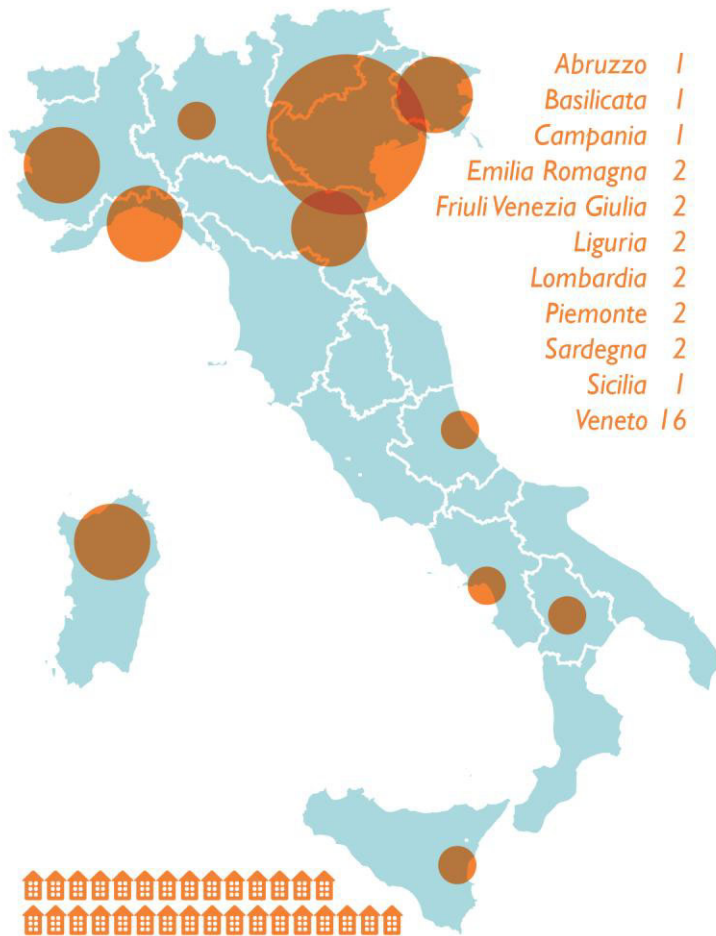 Abruzzo 1
Basilicata 1
Campania 1
Emilia Romagna 2
Friuli Venezia Giulia 2
Liguria 2
Lombardia 2
Piemonte 2
Sardegna 2
Sicilia 1
Veneto 16